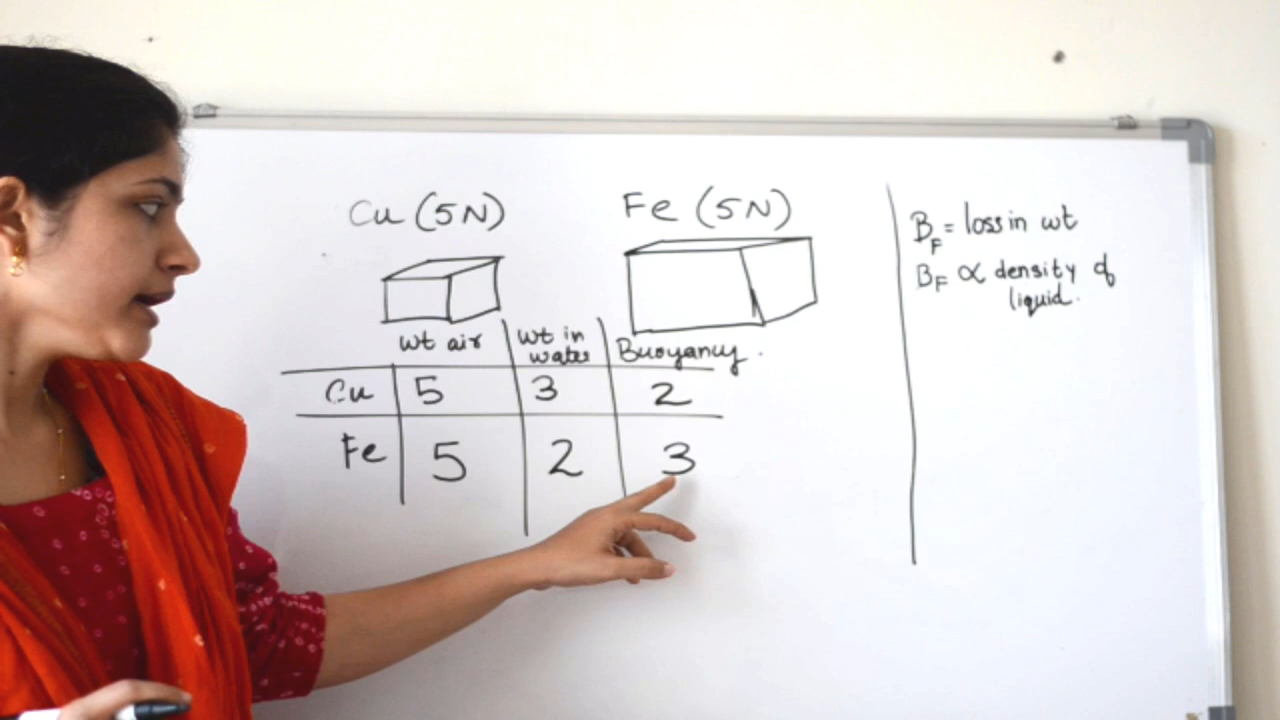 Cu (5N)
Fe (5N)
wt air
wt in water
Buoyancy.
Cu 5 3 2
Fe 5 2 3
BF = loss in wt
BF ∝ density of
liquid.